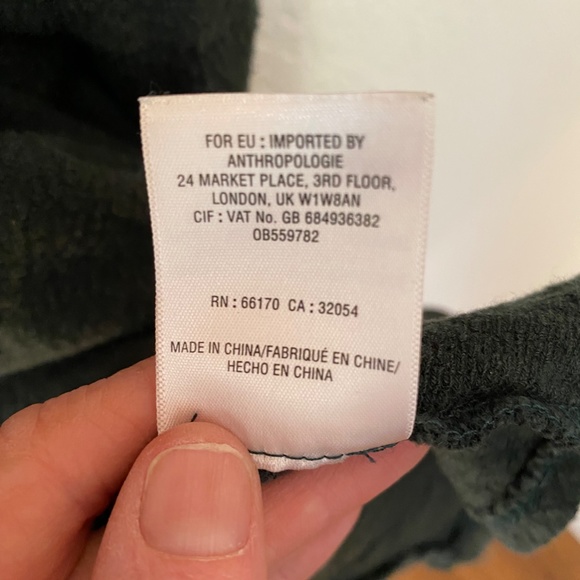 FOR EU : IMPORTED BY
ANTHROPOLOGIE
24 MARKET PLACE, 3RD FLOOR,
LONDON, UK W1W8AN
CIF : VAT No. GB 684936382
OB559782
RN : 66170 CA : 32054
MADE IN CHINA/FABRIQUÉ EN CHINE/
HECHO EN CHINA